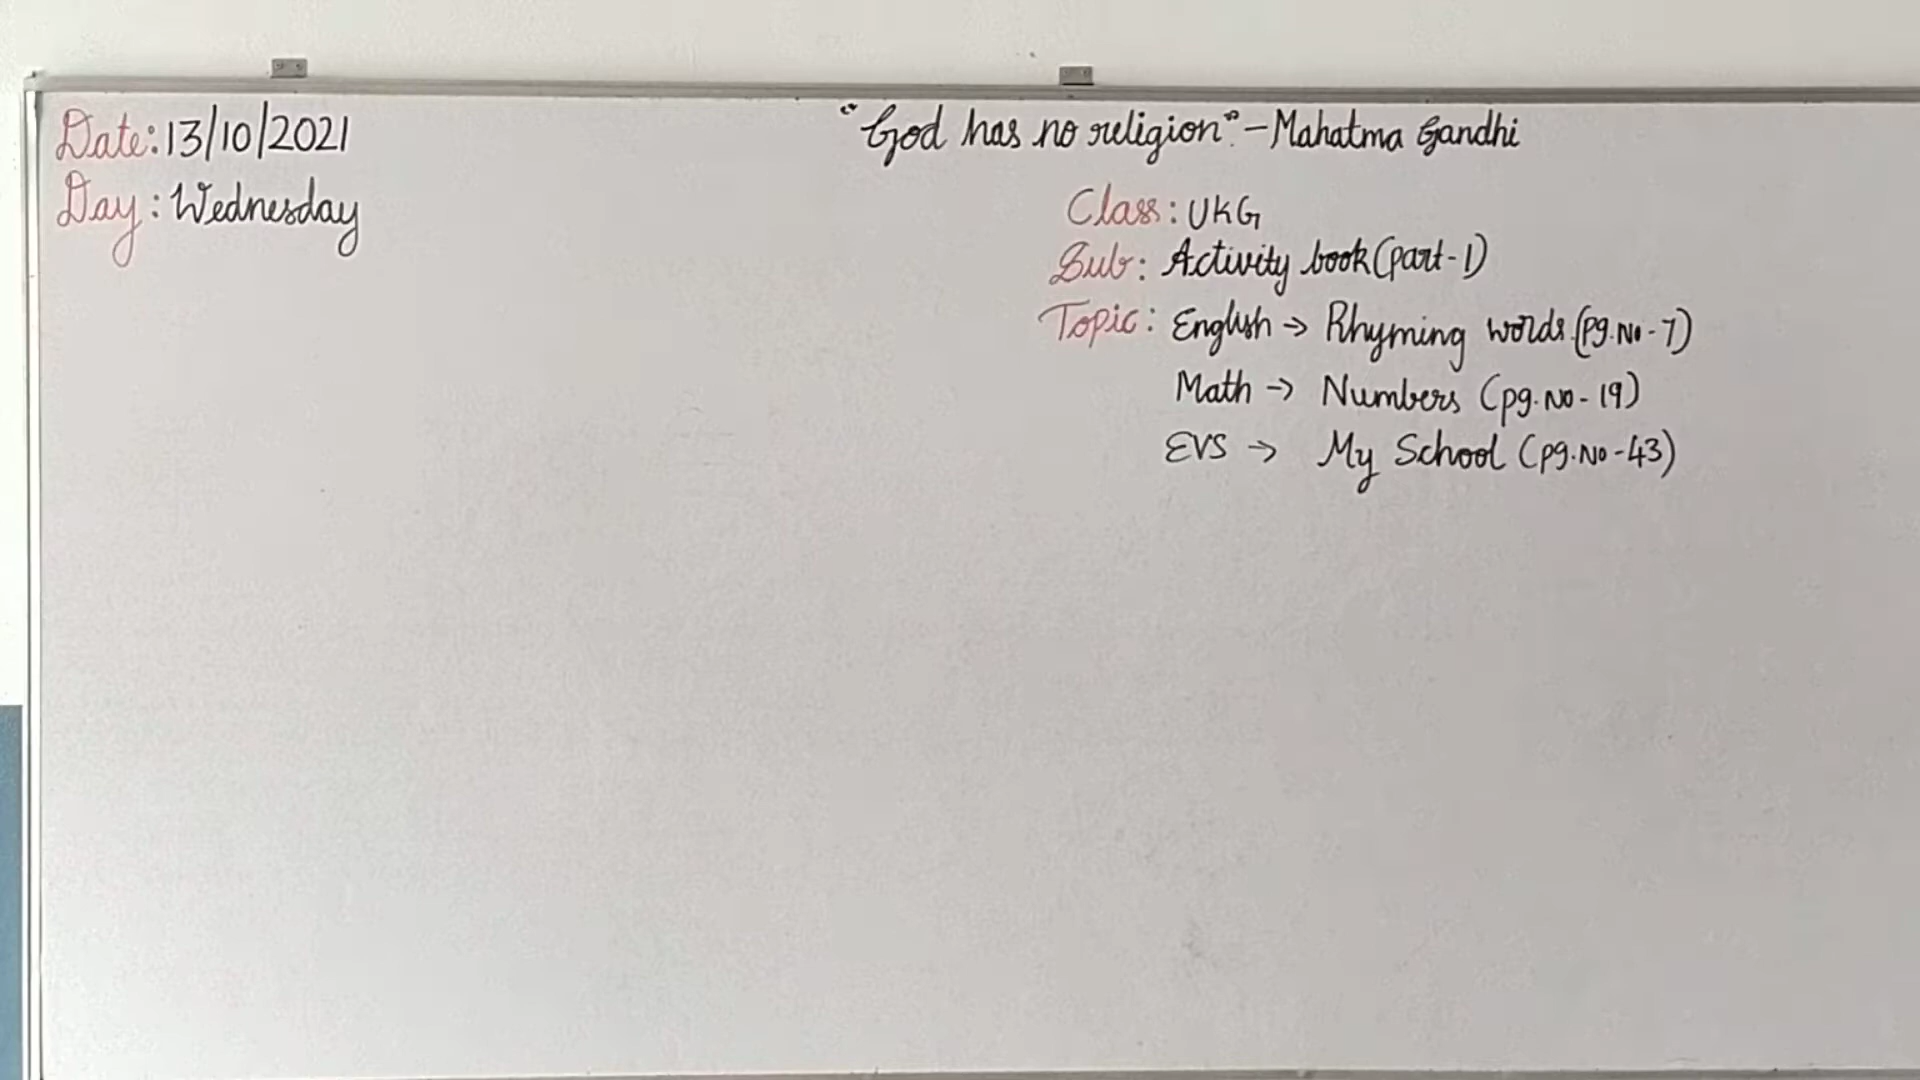 Date: 13/10/2021
Day: Wednesday
"God has no religion". - Mahatma Gandhi
Class: UKG
Sub: Activity book (part-1)
Topic: English → Rhyming words. (pg.No-7)
Math → Numbers (pg.No-19)
EVS → My School (pg.No-43)